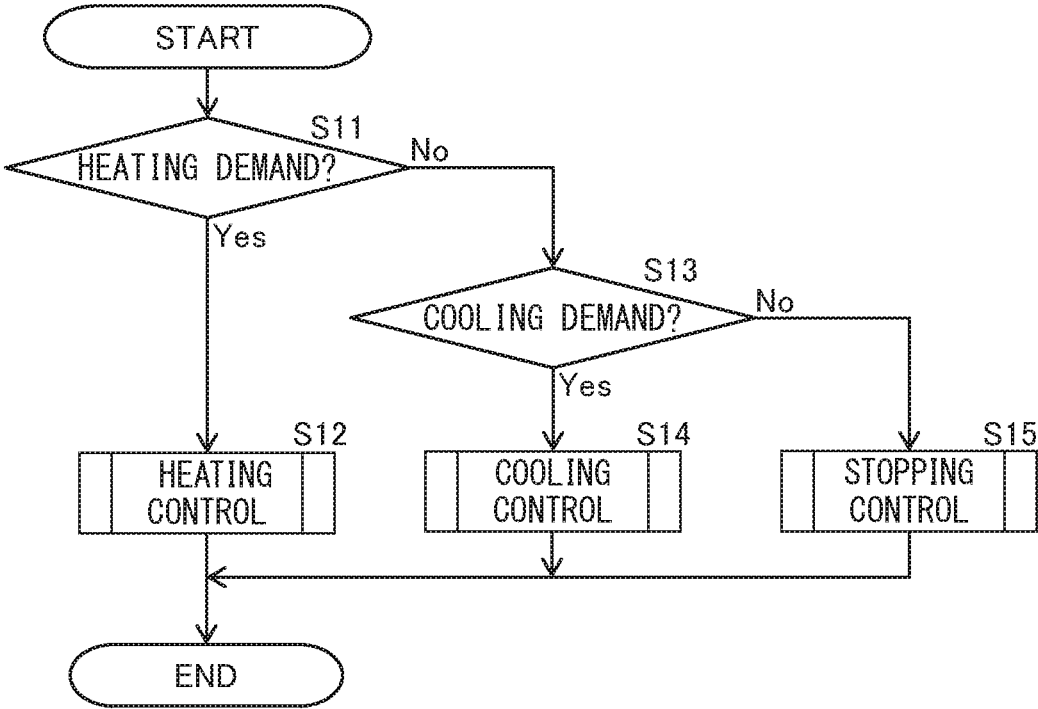 START
S11
HEATING DEMAND?
No
Yes
S13
COOLING DEMAND?
No
Yes
S12
HEATING
CONTROL
S14
COOLING
CONTROL
S15
STOPPING
CONTROL
END